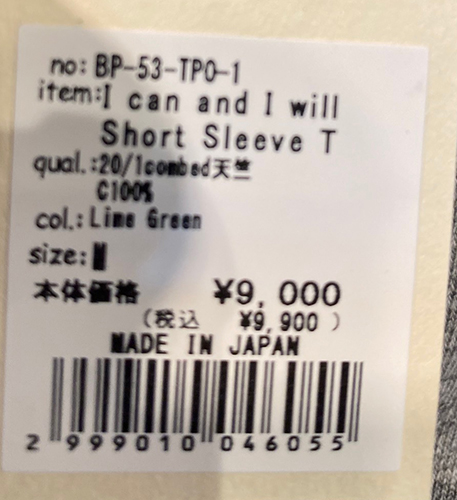 no: BP-53-TPO-1
item:I can and I will
Short Sleeve T
qual.:20/1combed天竺
C100%
col.: Lime Green
size: M
本体価格 ¥9,000
(税込 ¥9,900 )
MADE IN JAPAN
2 999010 046055